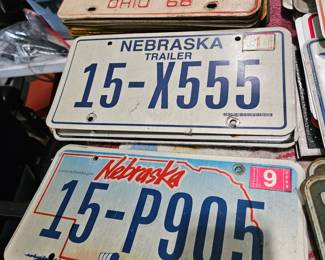 OHIO 68
NEBRASKA
TRAILER
15-X555
Nebraska
9
15-P905